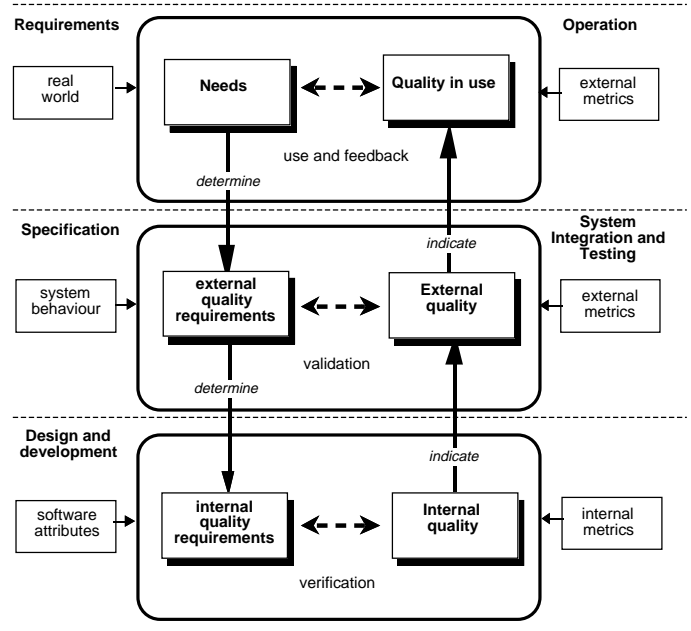 Requirements
Operation
real
world
Needs
Quality in use
external
metrics
use and feedback
determine
Specification
System
Integration and
Testing
indicate
system
behaviour
external
quality
requirements
External
quality
external
metrics
validation
determine
Design and
development
indicate
software
attributes
internal
quality
requirements
Internal
quality
internal
metrics
verification